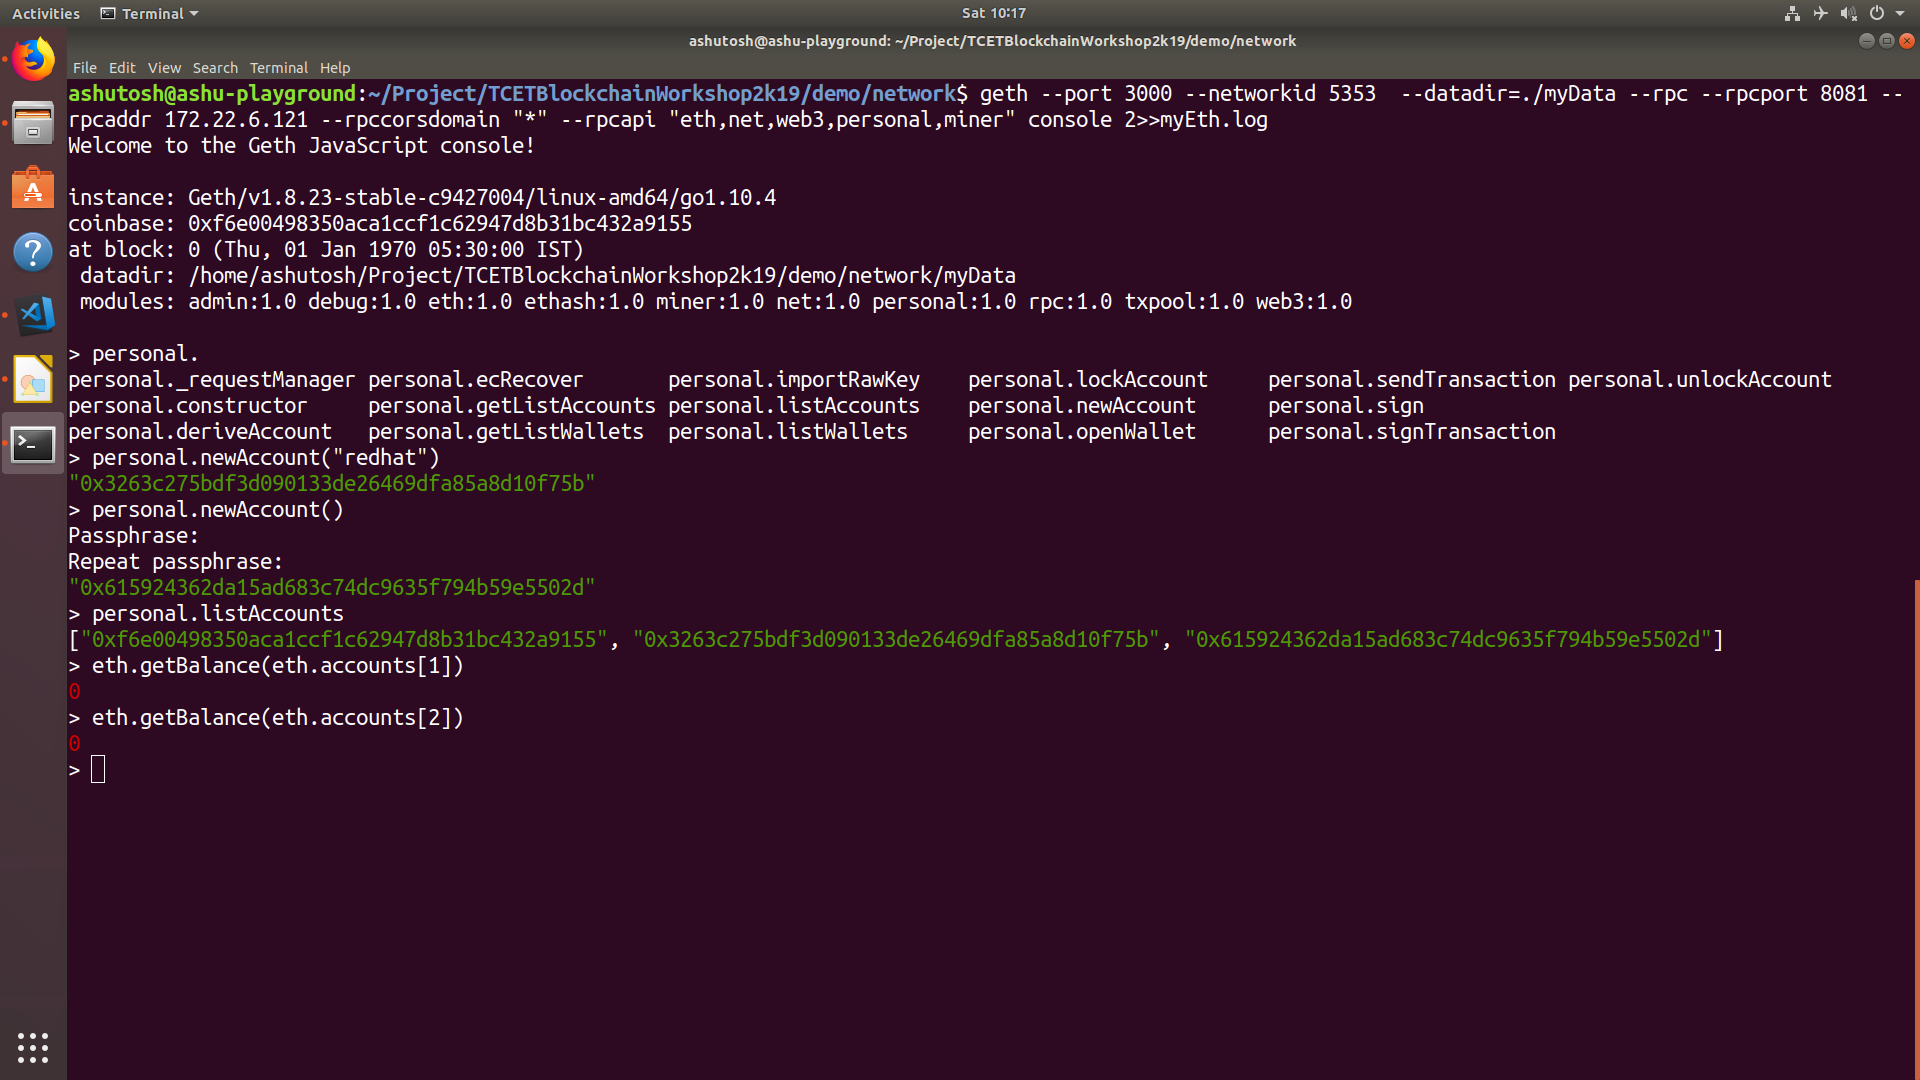 Activities Terminal Sat 10:17
ashutosh@ashu-playground: ~/Project/TCETBlockchainWorkshop2k19/demo/network
File Edit View Search Terminal Help
ashutosh@ashu-playground:~/Project/TCETBlockchainWorkshop2k19/demo/network$ geth --port 3000 --networkid 5353  --datadir=./myData --rpc --rpcport 8081 --
rpcaddr 172.22.6.121 --rpccorsdomain "*" --rpcapi "eth,net,web3,personal,miner" console 2>>myEth.log
Welcome to the Geth JavaScript console!
instance: Geth/v1.8.23-stable-c9427004/linux-amd64/go1.10.4
coinbase: 0xf6e00498350aca1ccf1c62947d8b31bc432a9155
at block: 0 (Thu, 01 Jan 1970 05:30:00 IST)
 datadir: /home/ashutosh/Project/TCETBlockchainWorkshop2k19/demo/network/myData
 modules: admin:1.0 debug:1.0 eth:1.0 ethash:1.0 miner:1.0 net:1.0 personal:1.0 rpc:1.0 txpool:1.0 web3:1.0
> personal.
personal._requestManager personal.ecRecover       personal.importRawKey    personal.lockAccount     personal.sendTransaction personal.unlockAccount
personal.constructor     personal.getListAccounts personal.listAccounts    personal.newAccount      personal.sign
personal.deriveAccount   personal.getListWallets  personal.listWallets     personal.openWallet      personal.signTransaction
> personal.newAccount("redhat")
"0x3263c275bdf3d090133de26469dfa85a8d10f75b"
> personal.newAccount()
Passphrase:
Repeat passphrase:
"0x615924362da15ad683c74dc9635f794b59e5502d"
> personal.listAccounts
["0xf6e00498350aca1ccf1c62947d8b31bc432a9155", "0x3263c275bdf3d090133de26469dfa85a8d10f75b", "0x615924362da15ad683c74dc9635f794b59e5502d"]
> eth.getBalance(eth.accounts[1])
0
> eth.getBalance(eth.accounts[2])
0
>